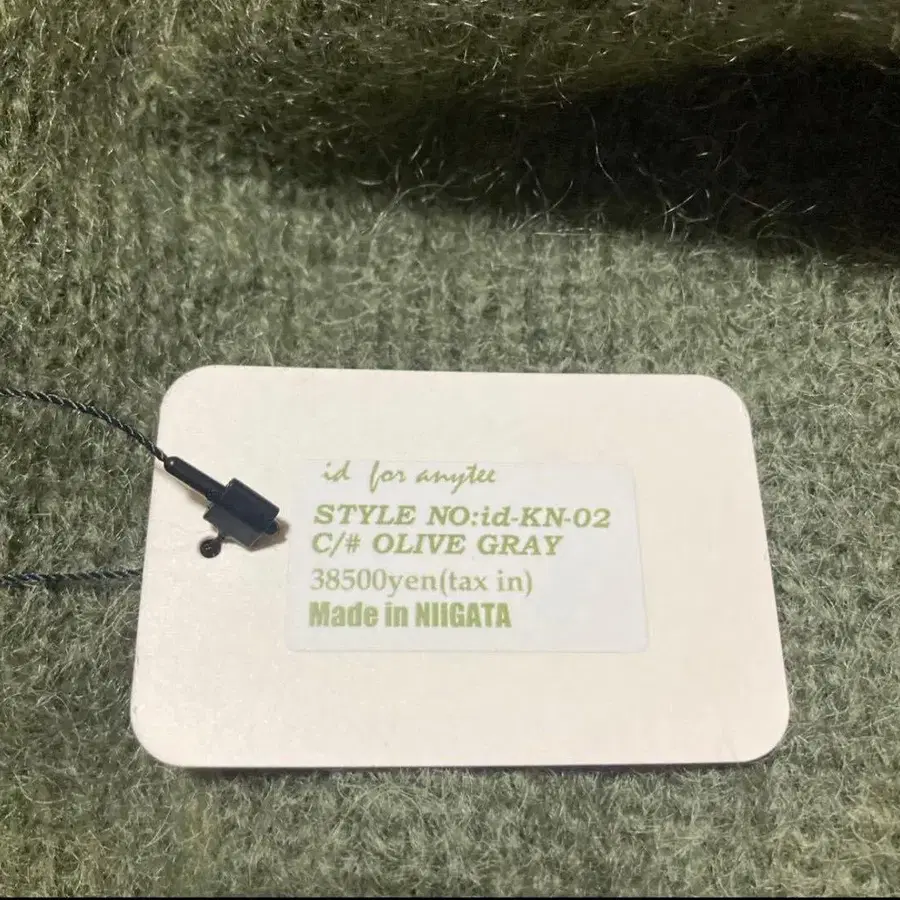 id for anytee
STYLE NO:id-KN-02
C/# OLIVE GRAY
38500yen(tax in)
Made in NIIGATA